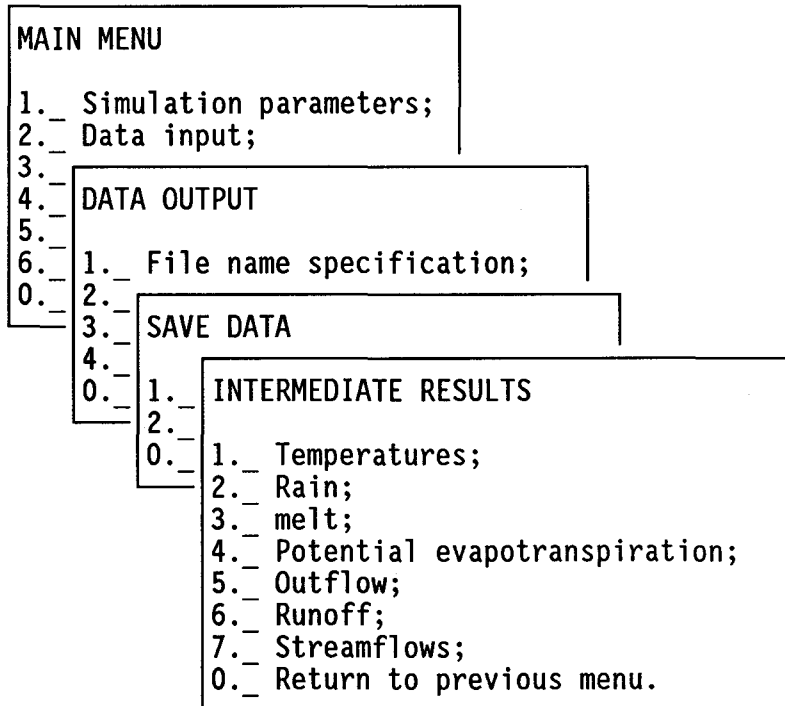 MAIN MENU
1._ Simulation parameters;
2._ Data input;
3._
4._
5._
6._
0._
DATA OUTPUT
1._ File name specification;
2._
3._
4._
0._
SAVE DATA
1._
2._
0._
INTERMEDIATE RESULTS
1._ Temperatures;
2._ Rain;
3._ melt;
4._ Potential evapotranspiration;
5._ Outflow;
6._ Runoff;
7._ Streamflows;
0._ Return to previous menu.